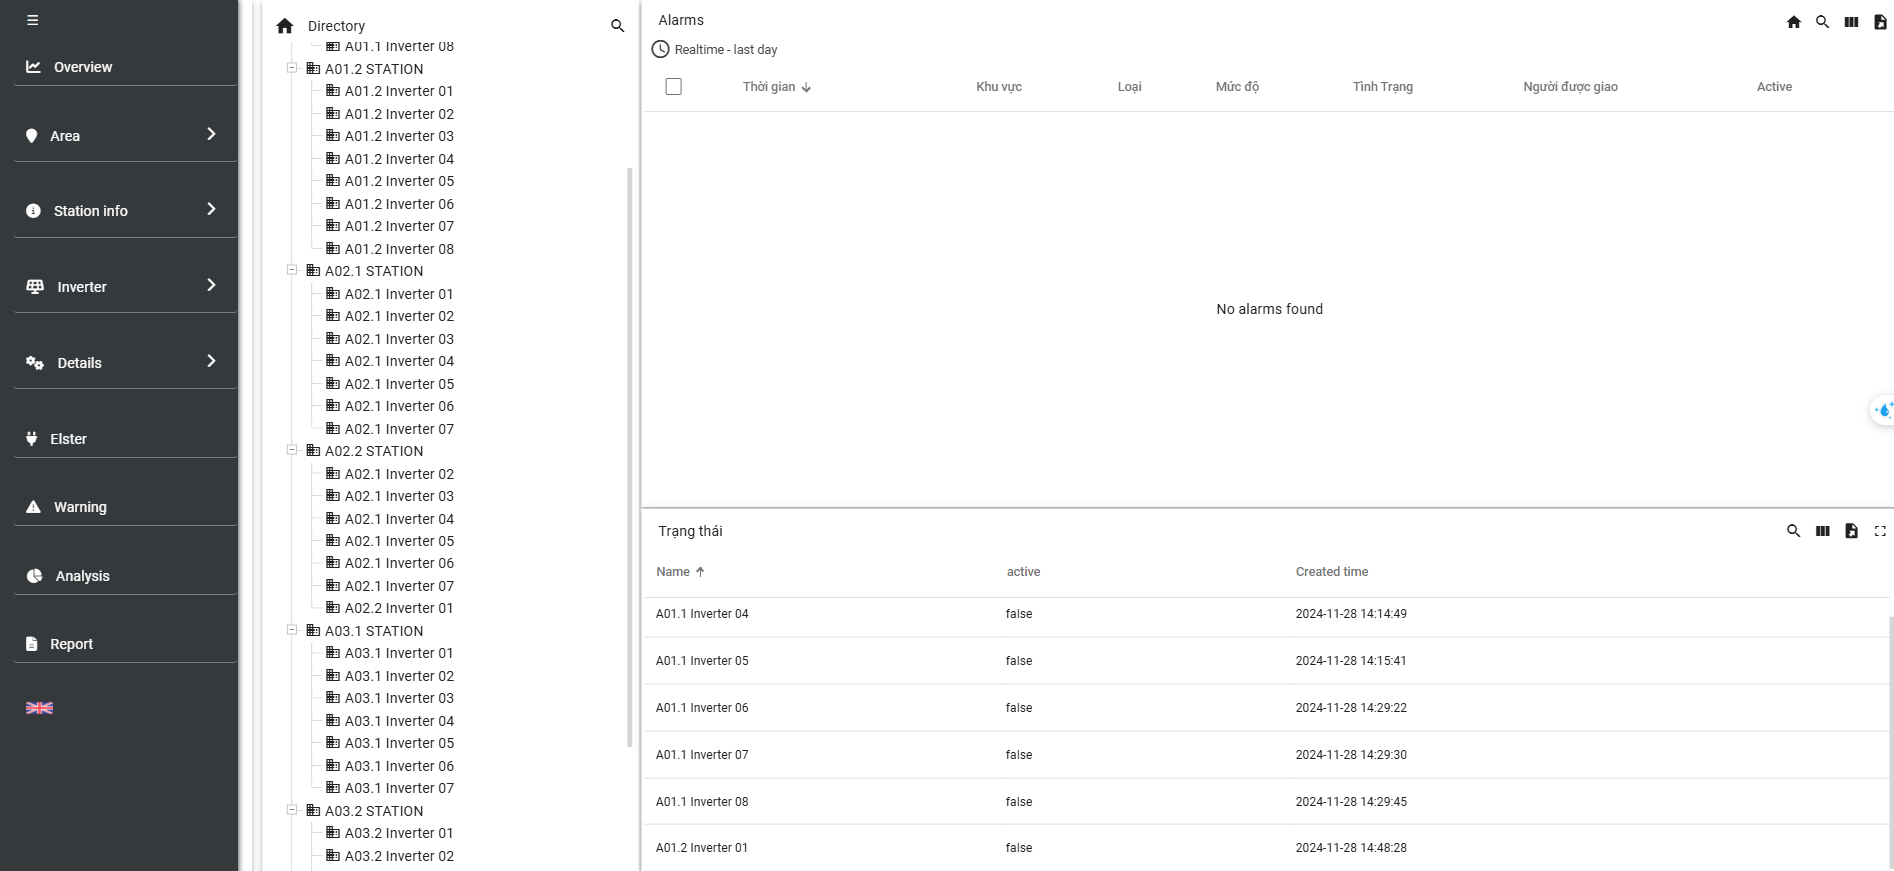 Overview
Area
Station info
Inverter
Details
Elster
Warning
Analysis
Report
Directory
A01.1 Inverter 08
A01.2 STATION
A01.2 Inverter 01
A01.2 Inverter 02
A01.2 Inverter 03
A01.2 Inverter 04
A01.2 Inverter 05
A01.2 Inverter 06
A01.2 Inverter 07
A01.2 Inverter 08
A02.1 STATION
A02.1 Inverter 01
A02.1 Inverter 02
A02.1 Inverter 03
A02.1 Inverter 04
A02.1 Inverter 05
A02.1 Inverter 06
A02.1 Inverter 07
A02.2 STATION
A02.1 Inverter 02
A02.1 Inverter 03
A02.1 Inverter 04
A02.1 Inverter 05
A02.1 Inverter 06
A02.1 Inverter 07
A02.2 Inverter 01
A03.1 STATION
A03.1 Inverter 01
A03.1 Inverter 02
A03.1 Inverter 03
A03.1 Inverter 04
A03.1 Inverter 05
A03.1 Inverter 06
A03.1 Inverter 07
A03.2 STATION
A03.2 Inverter 01
A03.2 Inverter 02
Alarms
Realtime - last day
Thời gian Khu vực Loại Mức độ Tình Trạng Người được giao Active
No alarms found
Trạng thái
Name active Created time
A01.1 Inverter 04 false 2024-11-28 14:14:49
A01.1 Inverter 05 false 2024-11-28 14:15:41
A01.1 Inverter 06 false 2024-11-28 14:29:22
A01.1 Inverter 07 false 2024-11-28 14:29:30
A01.1 Inverter 08 false 2024-11-28 14:29:45
A01.2 Inverter 01 false 2024-11-28 14:48:28